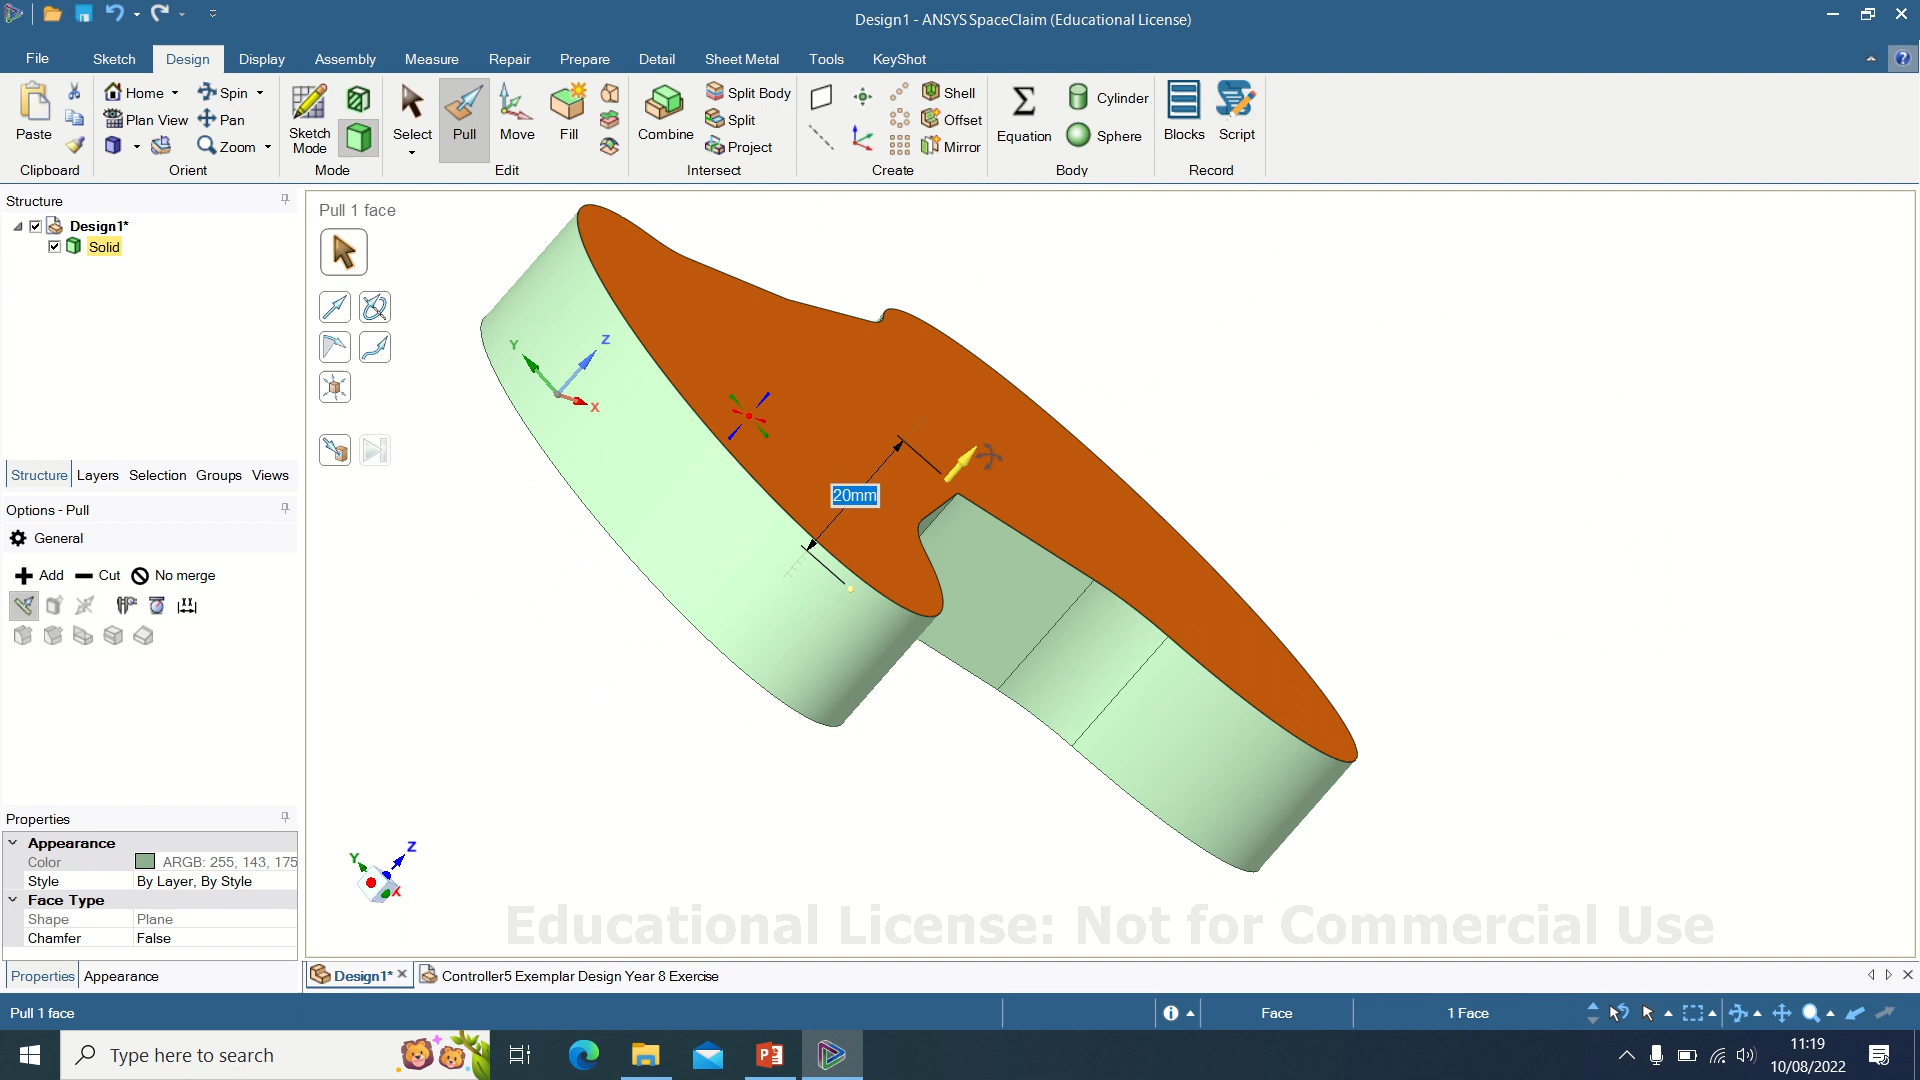 Design1 - ANSYS SpaceClaim (Educational License)
File Sketch Design Display Assembly Measure Repair Prepare Detail Sheet Metal Tools KeyShot
Paste
Clipboard
Home Spin
Plan View Pan
Zoom
Orient
Sketch Mode
Mode
Select Pull Move Fill
Edit
Combine
Split Body
Split
Project
Intersect
Shell
Offset
Mirror
Create
Equation
Cylinder
Sphere
Body
Blocks Script
Record
Structure
Design1*
Solid
Structure Layers Selection Groups Views
Options - Pull
General
Add Cut No merge
Properties
Appearance
Color ARGB: 255, 143, 175
Style By Layer, By Style
Face Type
Shape Plane
Chamfer False
Properties Appearance
Pull 1 face
Y Z X
20mm
Y Z X
Educational License: Not for Commercial Use
Design1* Controller5 Exemplar Design Year 8 Exercise
Pull 1 face Face 1 Face
Type here to search
11:19
10/08/2022